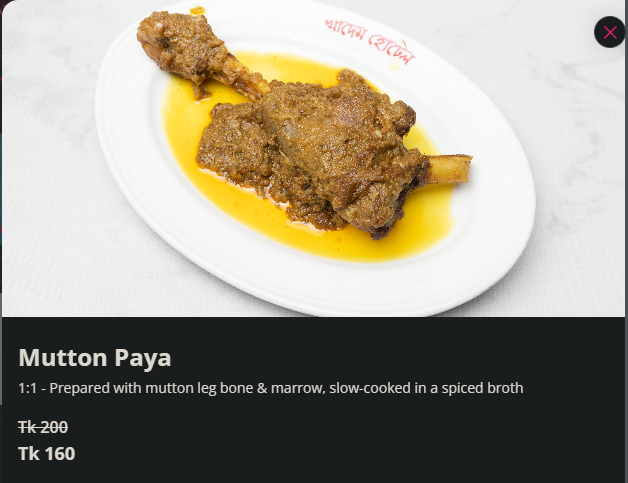 খাদেম হোটেল
Mutton Paya
1:1 - Prepared with mutton leg bone & marrow, slow-cooked in a spiced broth
Tk 200
Tk 160